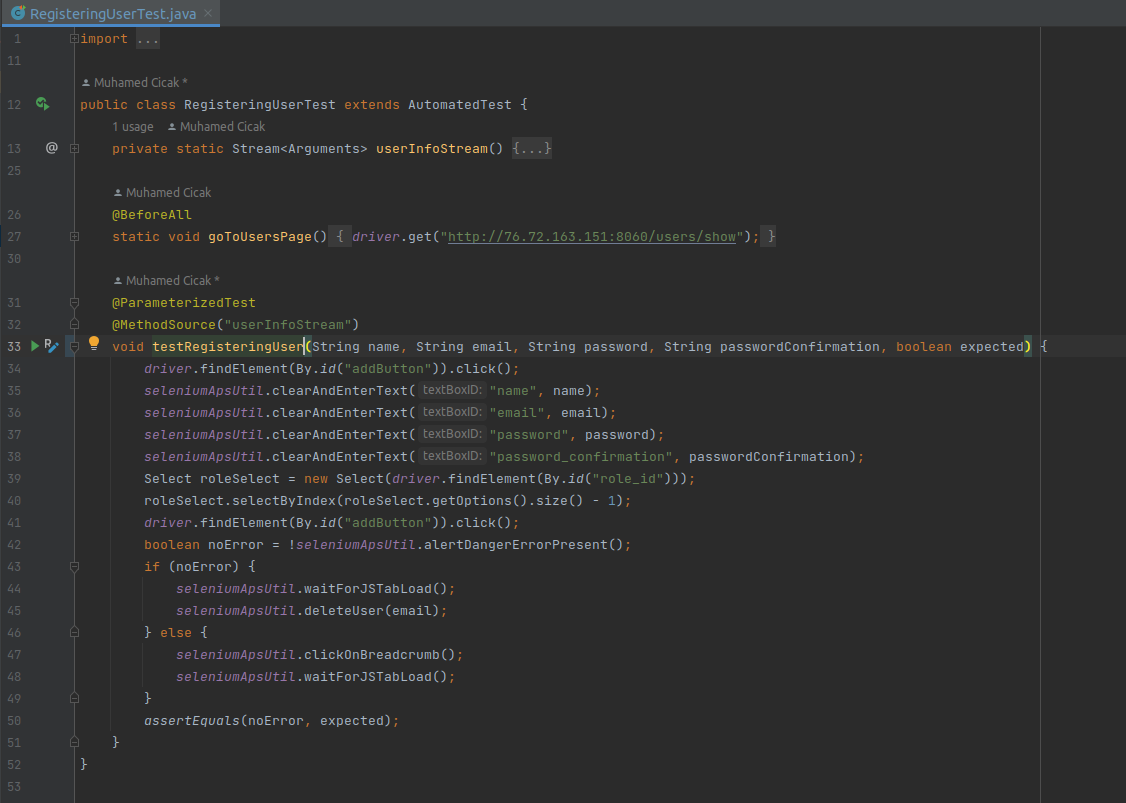 RegisteringUserTest.java ×
1 import ...
11
Muhamed Cicak *
12 public class RegisteringUserTest extends AutomatedTest {
1 usage Muhamed Cicak
13 @ private static Stream<Arguments> userInfoStream() {...}
25
Muhamed Cicak
26 @BeforeAll
27 static void goToUsersPage() { driver.get("http://76.72.163.151:8060/users/show"); }
30
Muhamed Cicak *
31 @ParameterizedTest
32 @MethodSource("userInfoStream")
33 void testRegisteringUser(String name, String email, String password, String passwordConfirmation, boolean expected) {
34 driver.findElement(By.id("addButton")).click();
35 seleniumApsUtil.clearAndEnterText( textBoxID: "name", name);
36 seleniumApsUtil.clearAndEnterText( textBoxID: "email", email);
37 seleniumApsUtil.clearAndEnterText( textBoxID: "password", password);
38 seleniumApsUtil.clearAndEnterText( textBoxID: "password_confirmation", passwordConfirmation);
39 Select roleSelect = new Select(driver.findElement(By.id("role_id")));
40 roleSelect.selectByIndex(roleSelect.getOptions().size() - 1);
41 driver.findElement(By.id("addButton")).click();
42 boolean noError = !seleniumApsUtil.alertDangerErrorPresent();
43 if (noError) {
44 seleniumApsUtil.waitForJSTabLoad();
45 seleniumApsUtil.deleteUser(email);
46 } else {
47 seleniumApsUtil.clickOnBreadcrumb();
48 seleniumApsUtil.waitForJSTabLoad();
49 }
50 assertEquals(noError, expected);
51 }
52 }
53